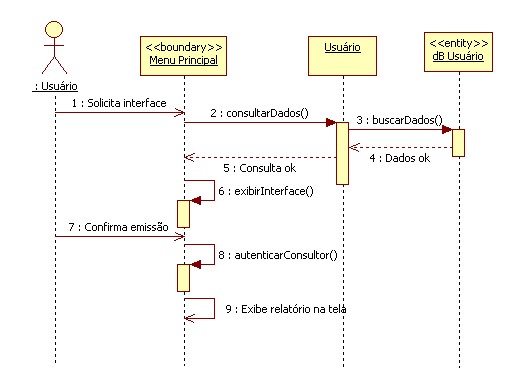 <<boundary>>
Menu Principal
Usuário
<<entity>>
dB Usuário
: Usuário
1 : Solicita interface
2 : consultarDados()
3 : buscarDados()
4 : Dados ok
5 : Consulta ok
6 : exibirInterface()
7 : Confirma emissão
8 : autenticarConsultor()
9 : Exibe relatório na tela